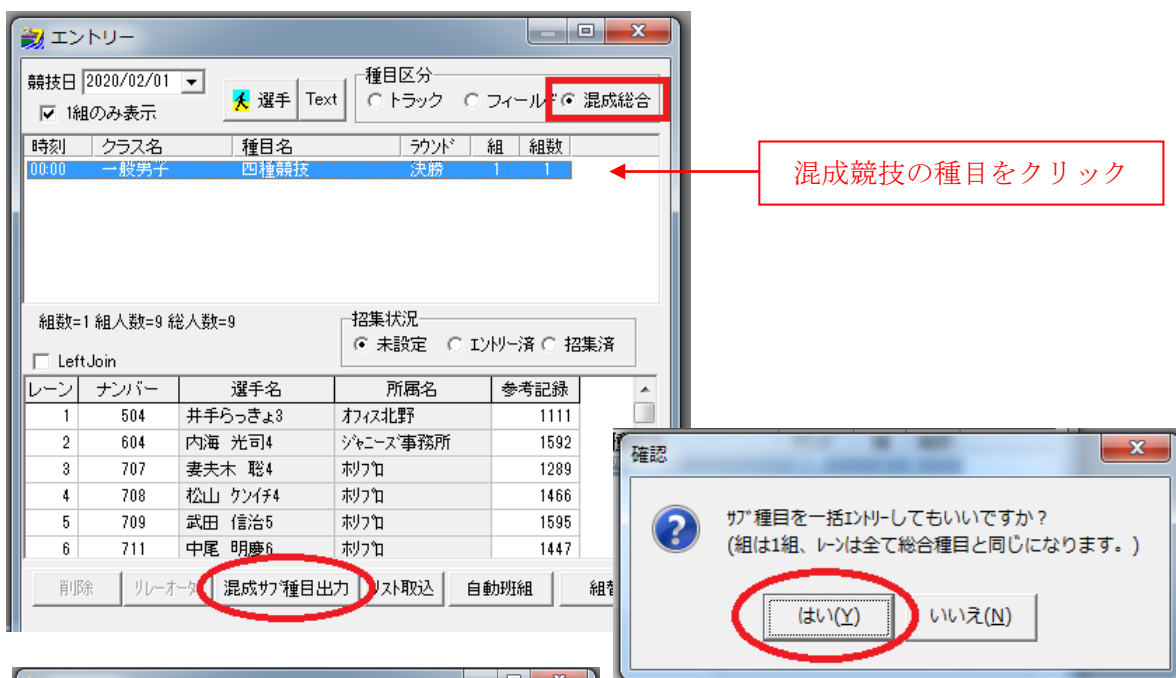 エントリー
競技日 2020/02/01
1組のみ表示
選手 Text
種目区分
トラック フィールド 混成総合
時刻 クラス名 種目名 ラウンド 組 組数
00:00 一般男子 四種競技 決勝 1 1
混成競技の種目をクリック
組数=1 組人数=9 総人数=9
招集状況
未設定 エントリー済 招集済
LeftJoin
レーン ナンバー 選手名 所属名 参考記録
1 504 井手らっきょ3 オフィス北野 1111
2 604 内海 光司4 ジャニーズ事務所 1592
3 707 妻夫木 聡4 ホリプロ 1289
4 708 松山 ケンイチ4 ホリプロ 1466
5 709 武田 信治5 ホリプロ 1595
6 711 中尾 明慶6 ホリプロ 1447
削除 リレーオーダ 混成サブ種目出力 リスト取込 自動班組 組替
確認
サブ種目を一括エントリーしてもいいですか?
(組は1組、レーンは全て総合種目と同じになります。)
はい(Y) いいえ(N)